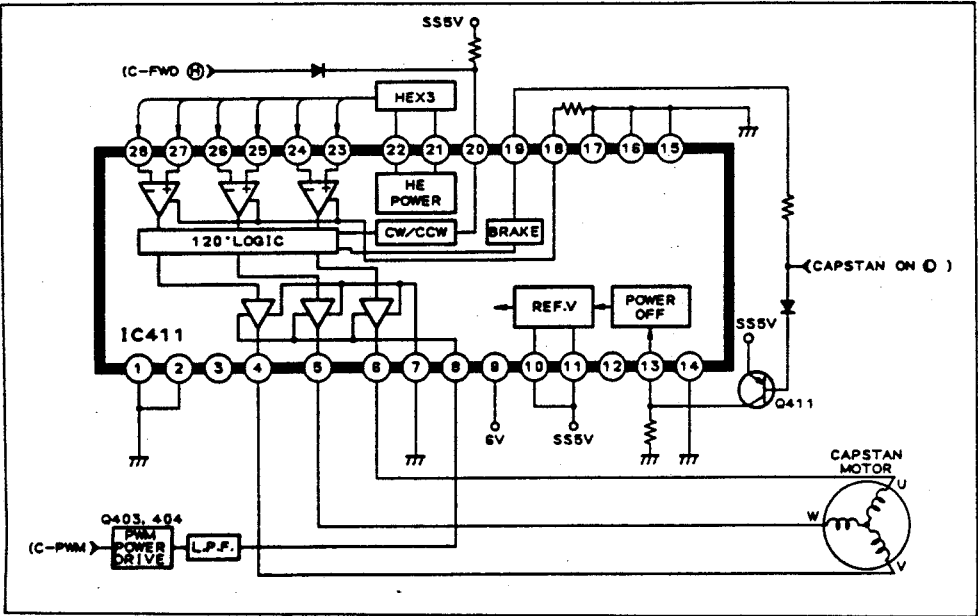 SS5V
(C-FWD Ⓗ)
HEX3
28 27 26 25 24 23 22 21 20 19 18 17 16 15
HE POWER
- + - + - +
CW/CCW
BRAKE
120°LOGIC
(CAPSTAN ON Ⓛ )
REF.V
POWER OFF
SS5V
IC411
1 2 3 4 5 6 7 8 9 10 11 12 13 14
Q411
6V
SS5V
CAPSTAN
MOTOR
U
W
V
Q403, 404
(C-PWM)
PWM
POWER
DRIVE
L.P.F.